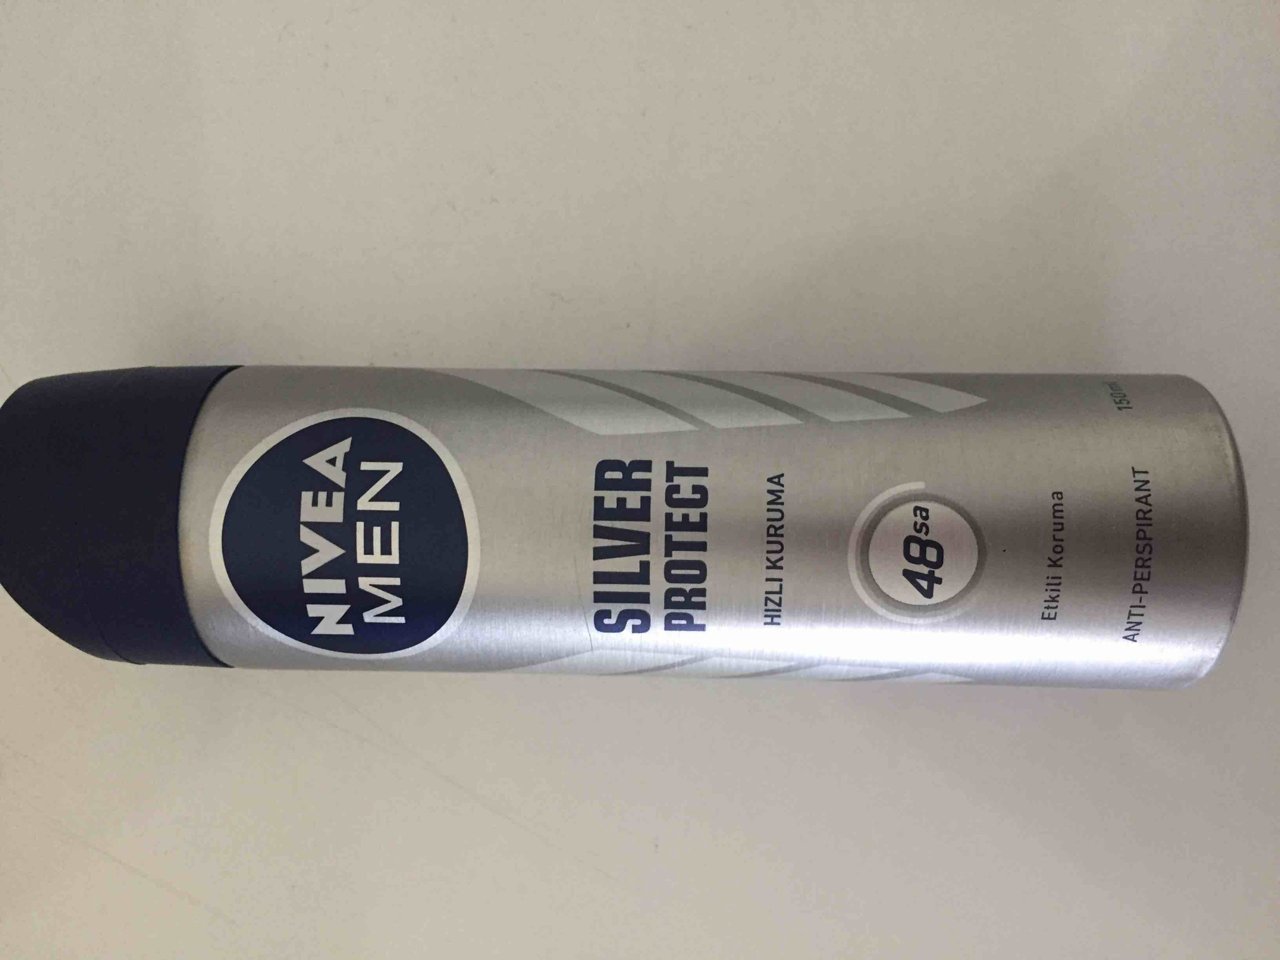 NIVEA
MEN
SILVER
PROTECT
HIZLI KURUMA
48sa
Etkili Koruma
ANTI-PERSPIRANT
150ml